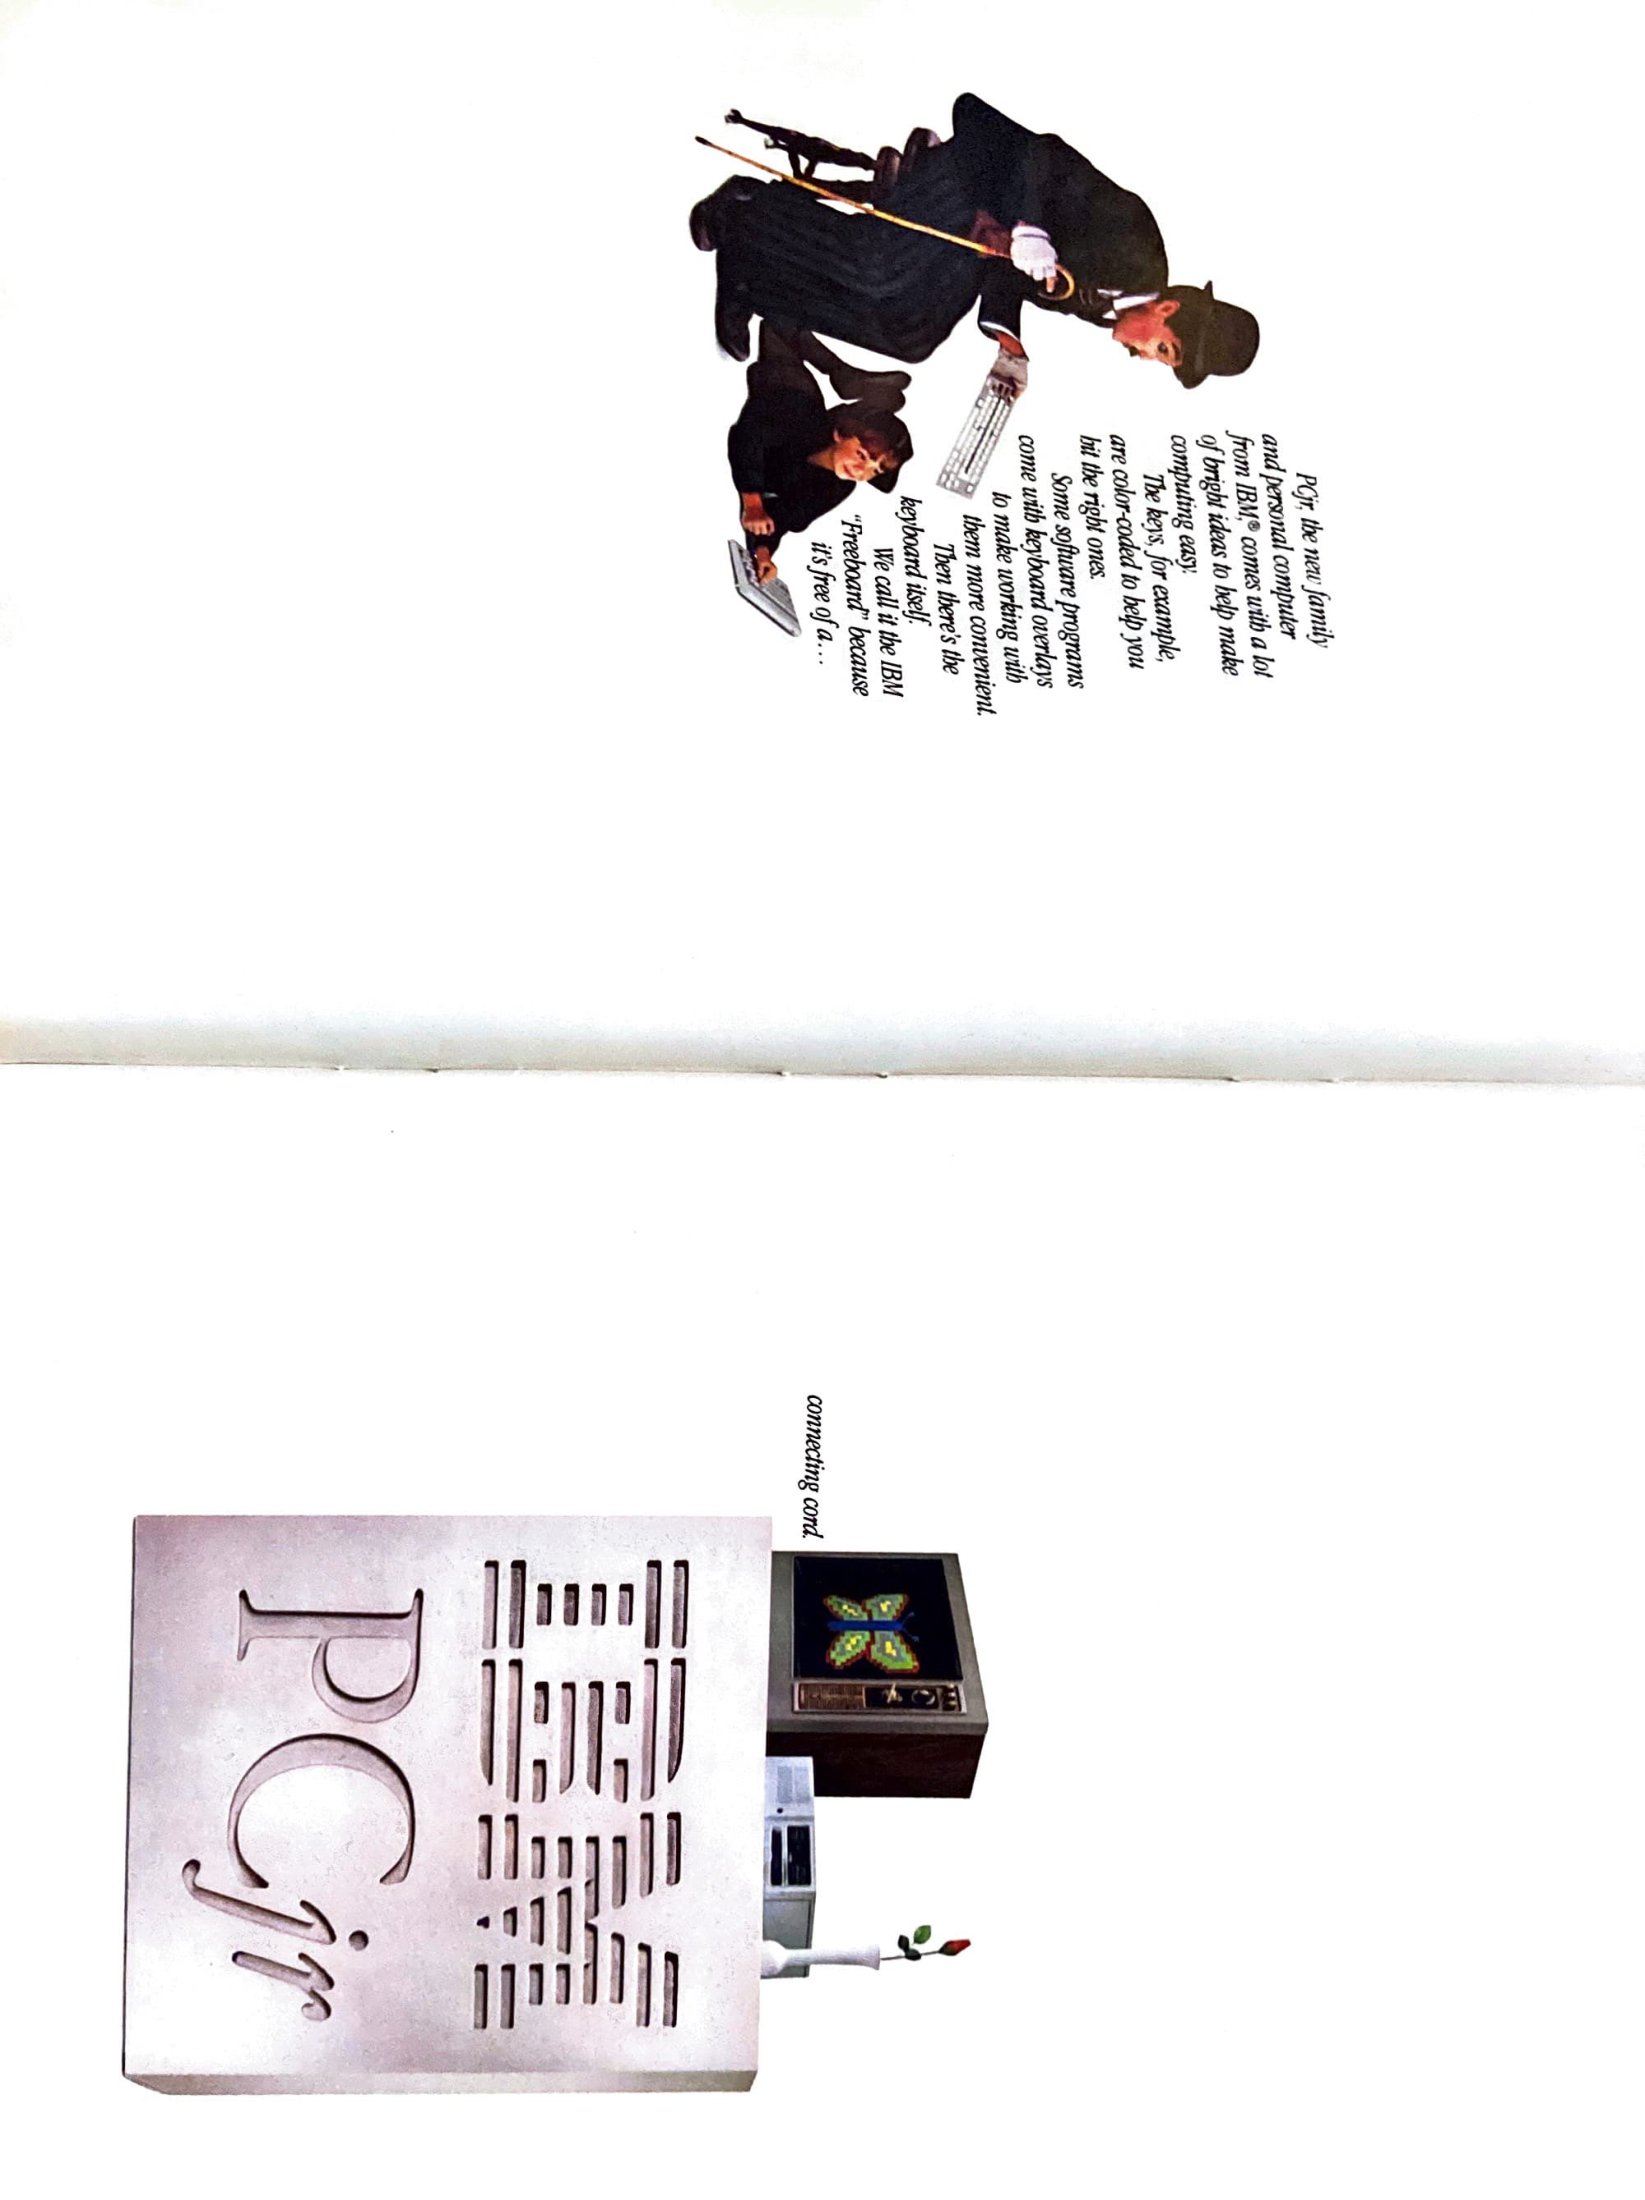 PCjr, the new family
and personal computer
from IBM,® comes with a lot
of bright ideas to help make
computing easy.
The keys, for example,
are color-coded to help you
hit the right ones.
Some software programs
come with keyboard overlays
to make working with
them more convenient.
Then there's the
keyboard itself.
We call it the IBM
"Freeboard" because
it's free of a...
connecting cord.
IBM
PCjr